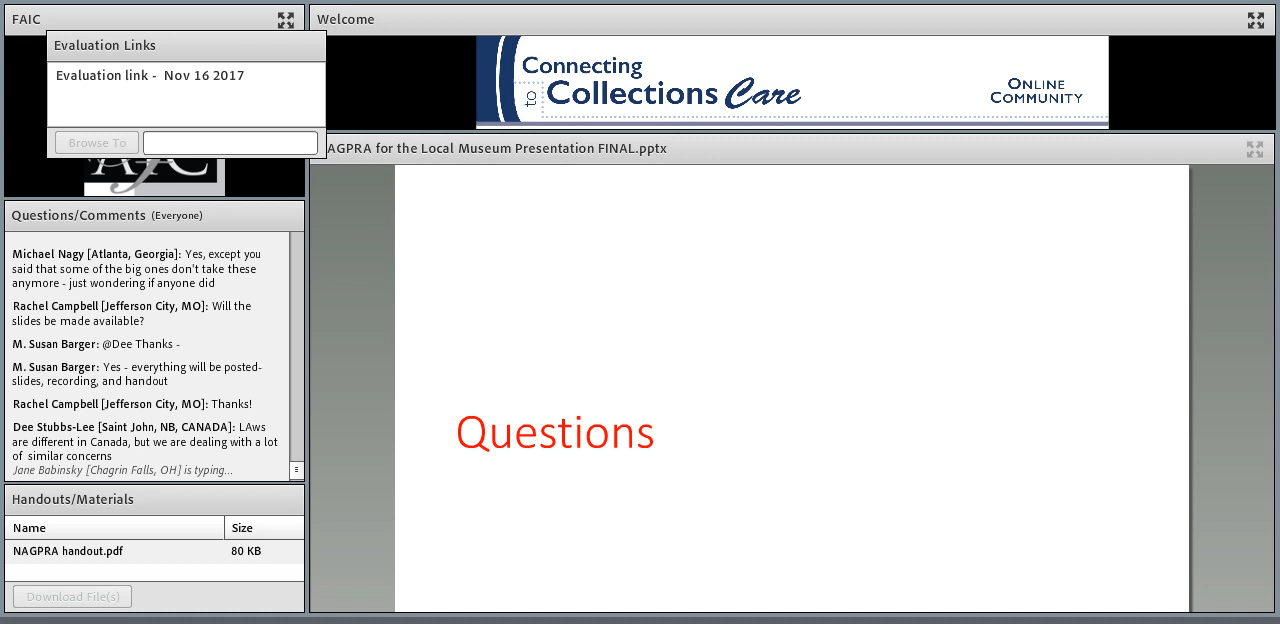 FAIC
Evaluation Links
Evaluation link -  Nov 16 2017
Browse To
AJC
Questions/Comments (Everyone)
Michael Nagy [Atlanta, Georgia]: Yes, except you
said that some of the big ones don't take these
anymore - just wondering if anyone did
Rachel Campbell [Jefferson City, MO]: Will the
slides be made available?
M. Susan Barger: @Dee Thanks -
M. Susan Barger: Yes - everything will be posted-
slides, recording, and handout
Rachel Campbell [Jefferson City, MO]: Thanks!
Dee Stubbs-Lee [Saint John, NB, CANADA]: LAws
are different in Canada, but we are dealing with a lot
of similar concerns
Jane Babinsky [Chagrin Falls, OH] is typing...
Handouts/Materials
Name Size
NAGPRA handout.pdf 80 KB
Download File(s)
Welcome
Connecting
to Collections Care
ONLINE
COMMUNITY
AGPRA for the Local Museum Presentation FINAL.pptx
Questions